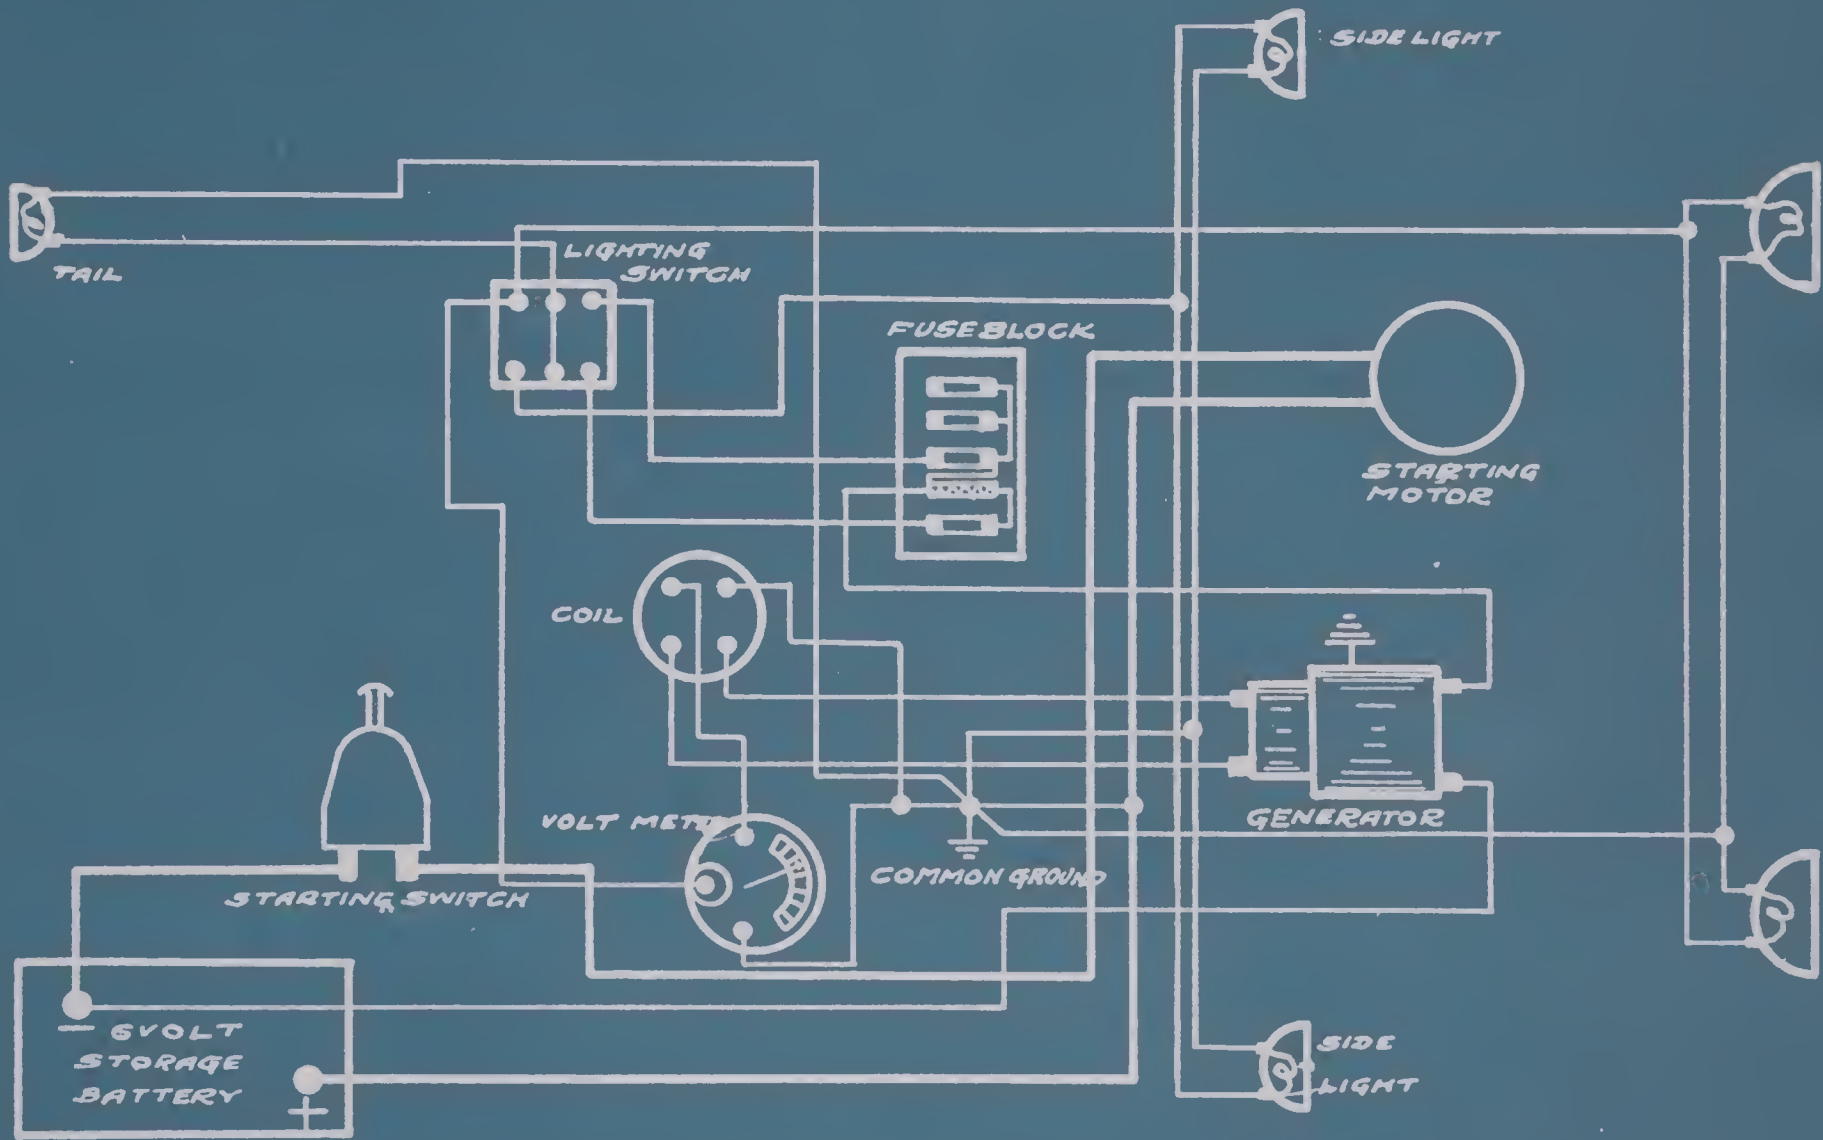 SIDE LIGHT
TAIL
LIGHTING
SWITCH
FUSE BLOCK
STARTING
MOTOR
COIL
VOLT METER
GENERATOR
COMMON GROUND
STARTING SWITCH
- 6 VOLT
STORAGE
BATTERY
+
SIDE
LIGHT